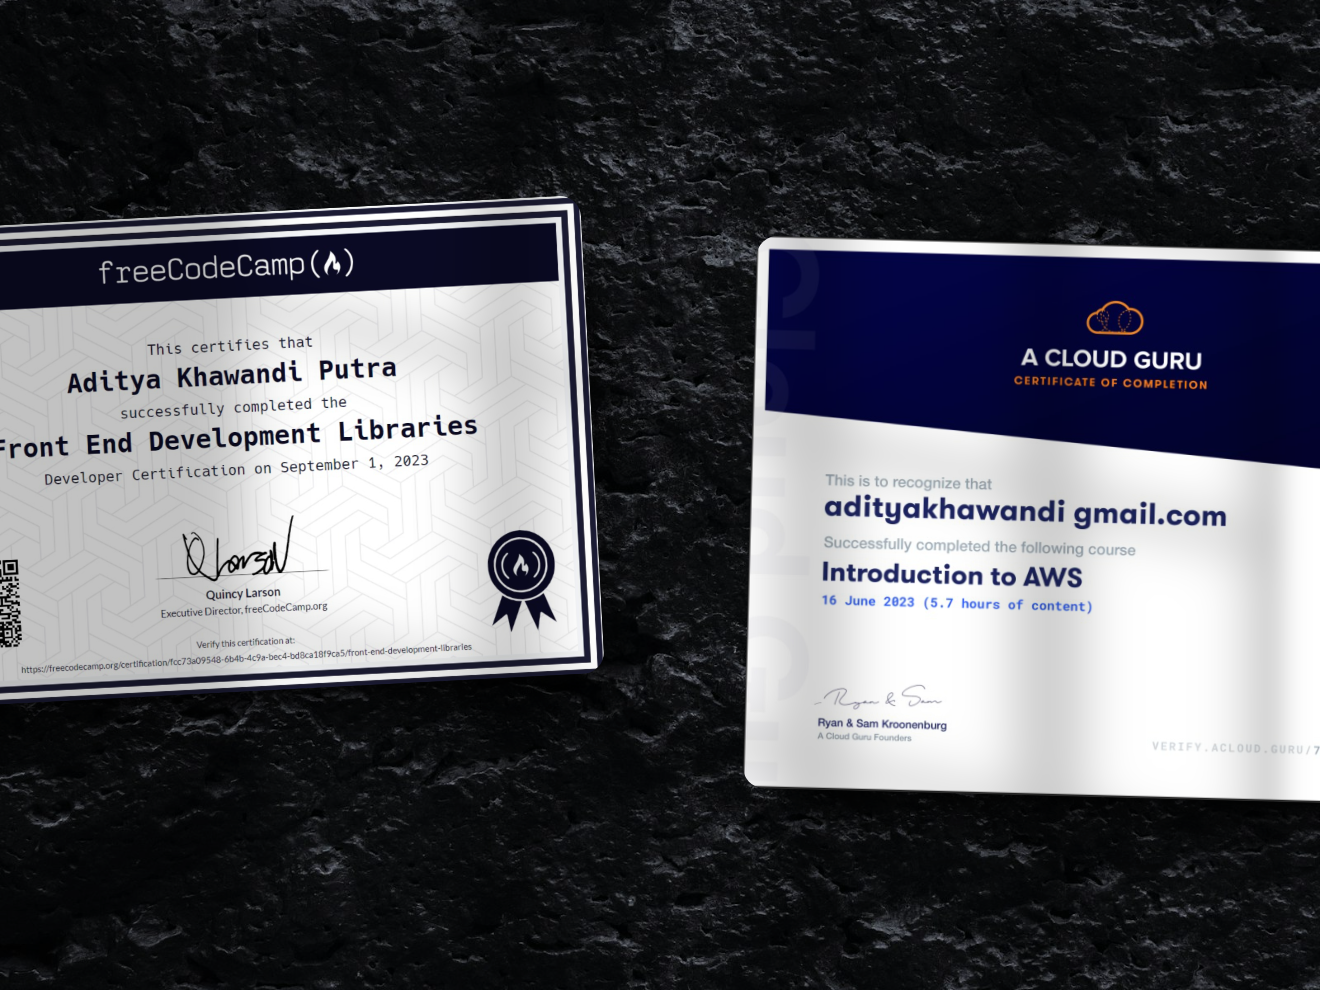 freeCodeCamp(🔥)
This certifies that
Aditya Khawandi Putra
successfully completed the
Front End Development Libraries
Developer Certification on September 1, 2023
Quincy Larson
Executive Director, freeCodeCamp.org
Verify this certification at:
https://freecodecamp.org/certification/fcc73a09548-6b4b-4c9a-bec4-bd8ca18f9ca5/front-end-development-libraries
A CLOUD GURU
CERTIFICATE OF COMPLETION
This is to recognize that
adityakhawandi gmail.com
Successfully completed the following course
Introduction to AWS
16 June 2023 (5.7 hours of content)
Ryan & Sam
Ryan & Sam Kroonenburg
A Cloud Guru Founders
VERIFY.ACLOUD.GURU/7